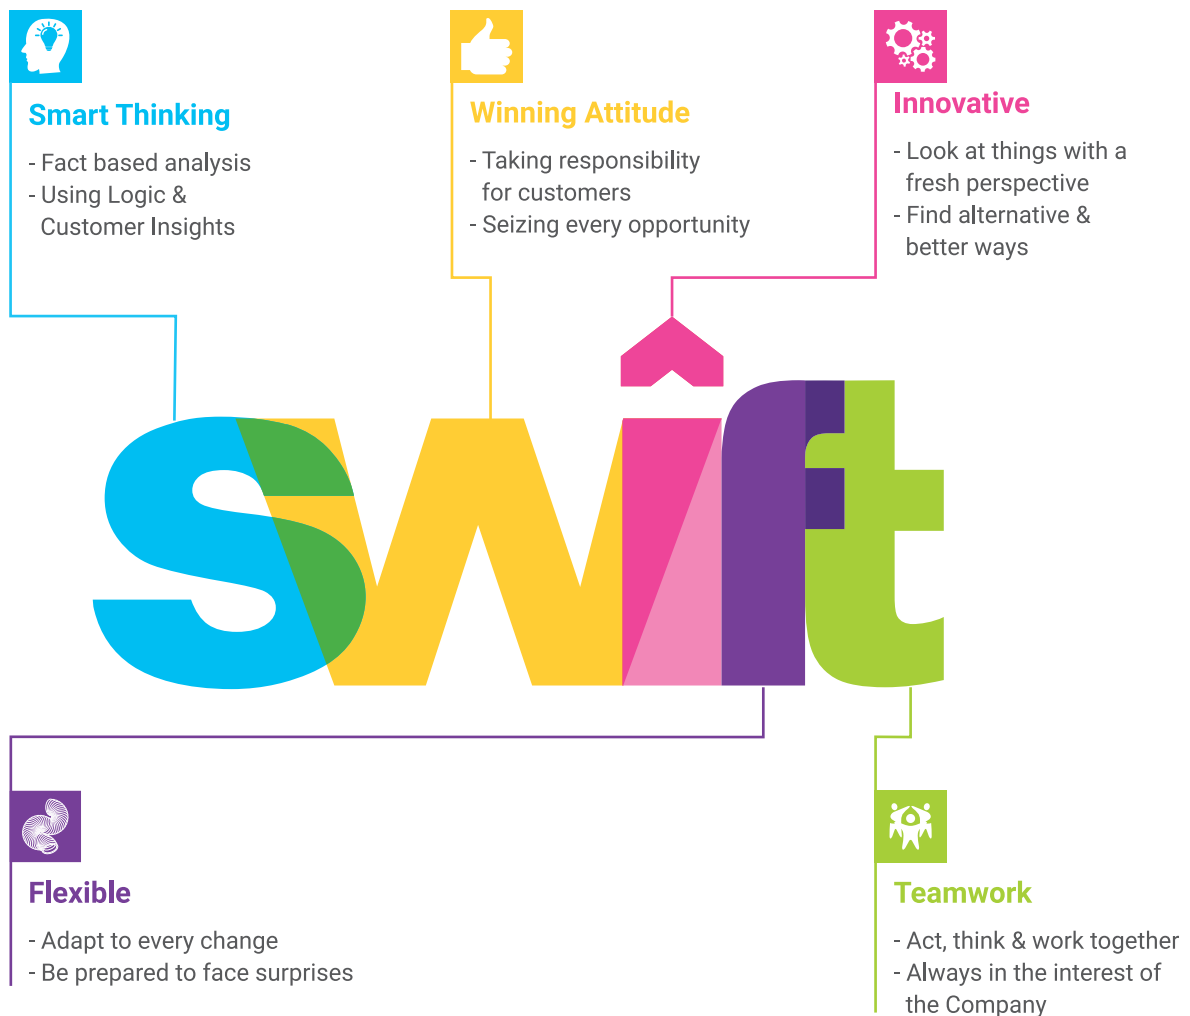 Smart Thinking
- Fact based analysis
- Using Logic &
Customer Insights
Winning Attitude
- Taking responsibility
for customers
- Seizing every opportunity
Innovative
- Look at things with a
fresh perspective
- Find alternative &
better ways
swift
Flexible
- Adapt to every change
- Be prepared to face surprises
Teamwork
- Act, think & work together
- Always in the interest of
the Company